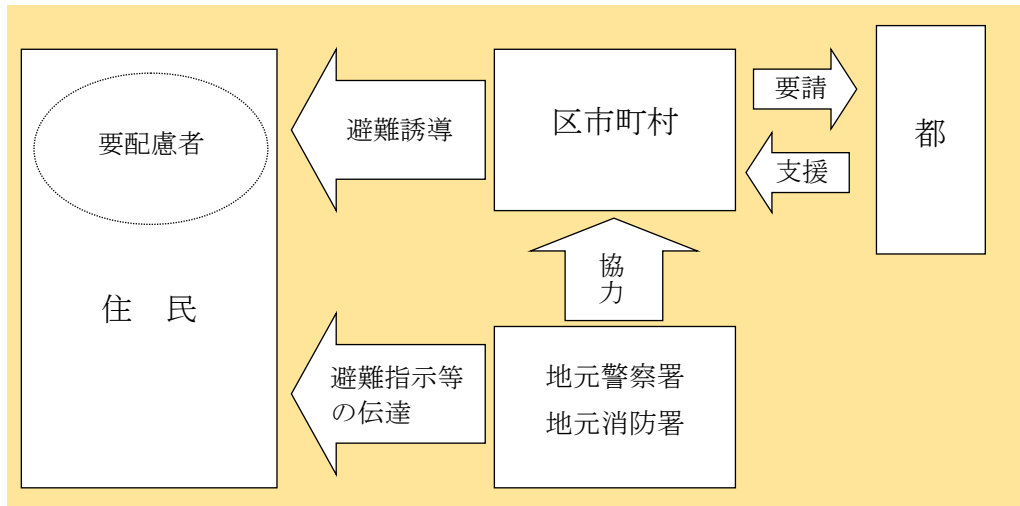 要配慮者
住 民
避難誘導
避難指示等
の伝達
区市町村
協
力
地元警察署
地元消防署
要請
支援
都